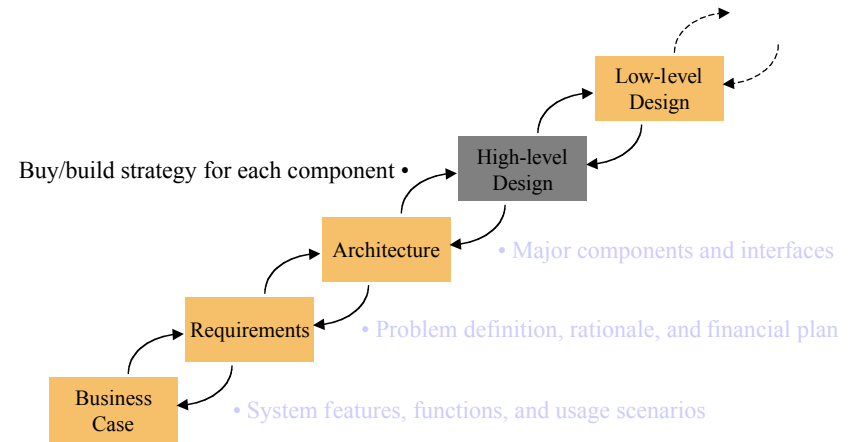 Low-level
Design
High-level
Design
Buy/build strategy for each component •
Architecture
• Major components and interfaces
Requirements
• Problem definition, rationale, and financial plan
Business
Case
• System features, functions, and usage scenarios